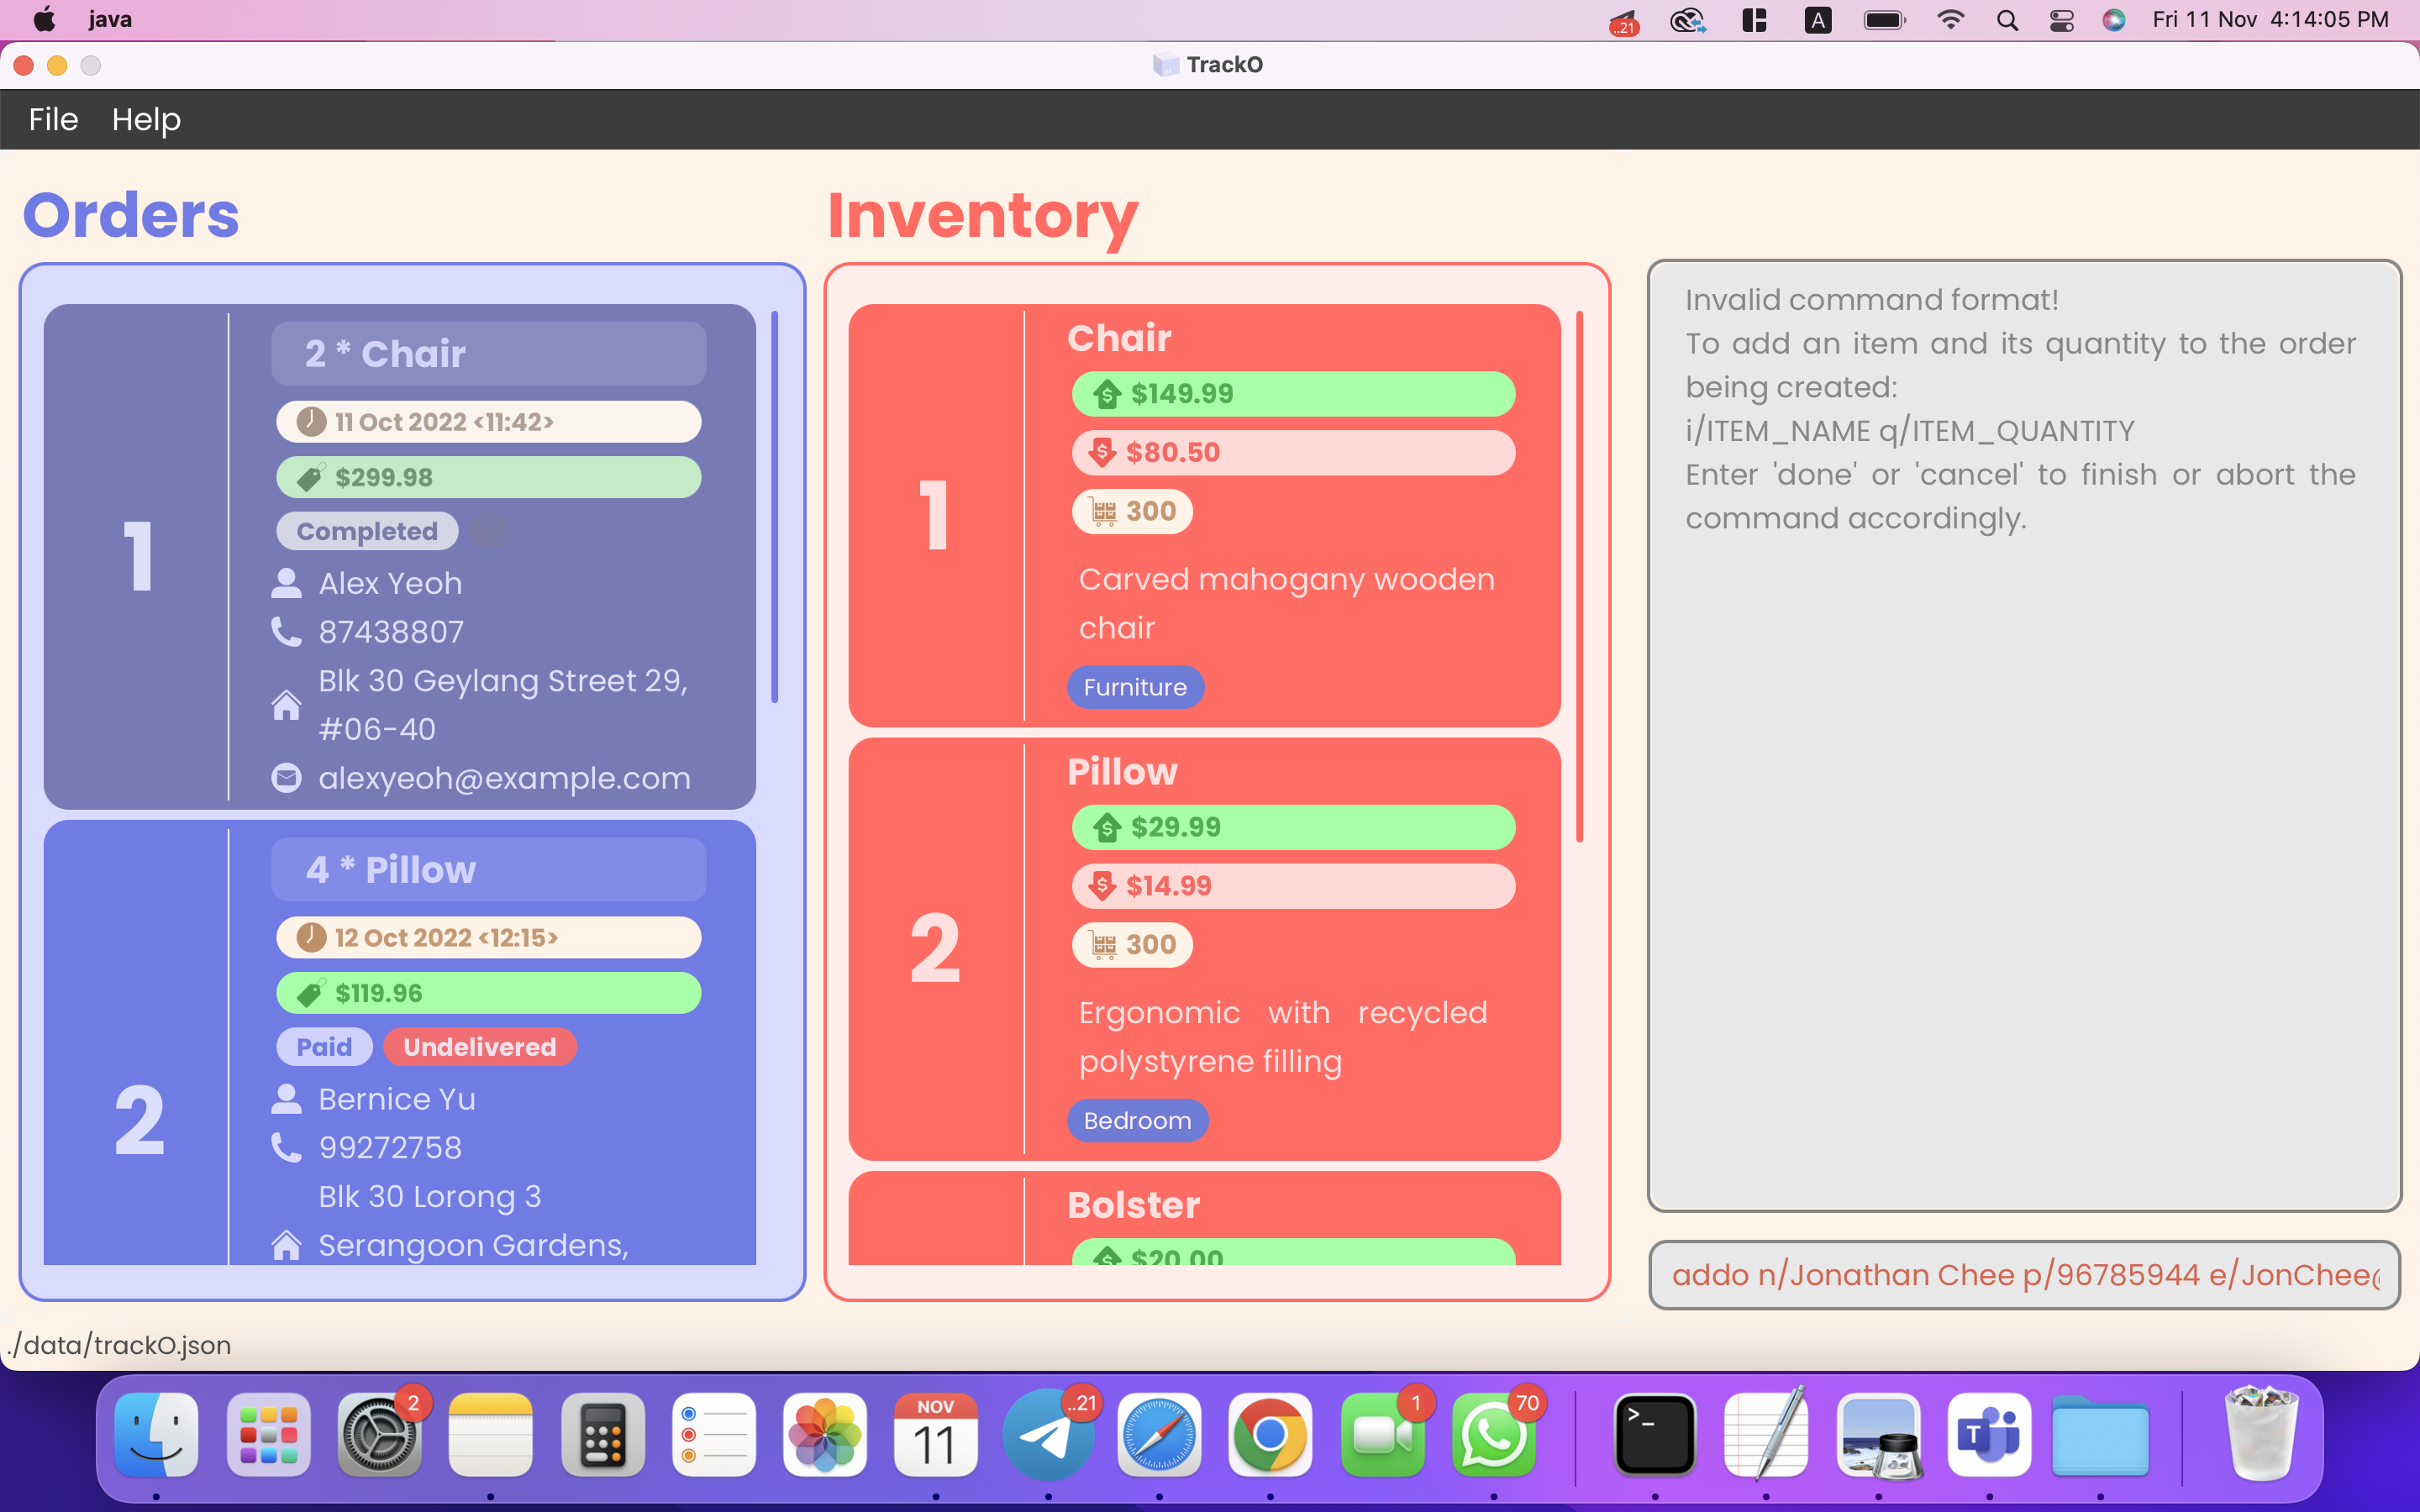 java
..21
A
Fri 11 Nov 4:14:05 PM
TrackO
File Help
Orders
Inventory
1
2 * Chair
11 Oct 2022 <11:42>
$299.98
Completed
Alex Yeoh
87438807
Blk 30 Geylang Street 29,
#06-40
alexyeoh@example.com
2
4 * Pillow
12 Oct 2022 <12:15>
$119.96
Paid Undelivered
Bernice Yu
99272758
Blk 30 Lorong 3
Serangoon Gardens,
1
Chair
$149.99
$80.50
300
Carved mahogany wooden
chair
Furniture
2
Pillow
$29.99
$14.99
300
Ergonomic with recycled
polystyrene filling
Bedroom
Bolster
$20.00
Invalid command format!
To add an item and its quantity to the order
being created:
i/ITEM_NAME q/ITEM_QUANTITY
Enter 'done' or 'cancel' to finish or abort the
command accordingly.
addo n/Jonathan Chee p/96785944 e/JonChee@
./data/trackO.json
2
NOV
11
..21
1
70
>_
T